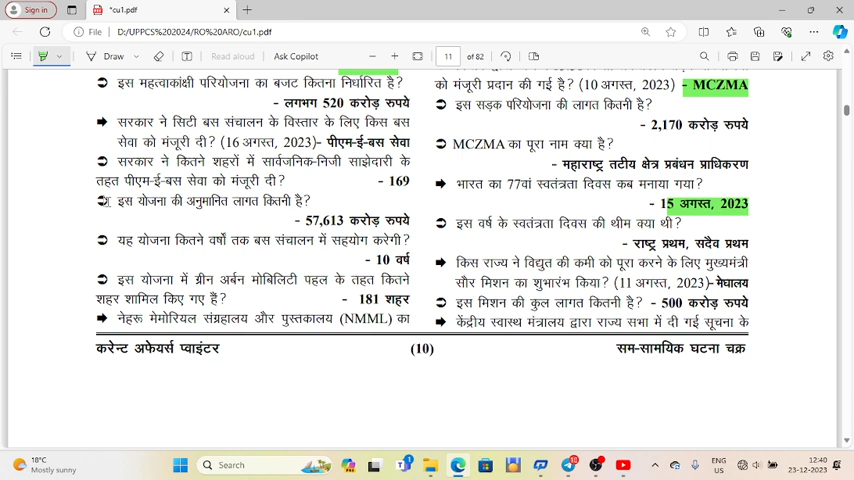 Sign in
*cu1.pdf
File
D:/UPPCS%202024/RO%20ARO/cu1.pdf
Draw
Read aloud
Ask Copilot
11 of 82
इस महत्वाकांक्षी परियोजना का बजट कितना निर्धारित है?
- लगभग 520 करोड़ रुपये
सरकार ने सिटी बस संचालन के विस्तार के लिए किस बस
सेवा को मंजूरी दी? (16 अगस्त, 2023)- पीएम-ई-बस सेवा
सरकार ने कितने शहरों में सार्वजनिक-निजी साझेदारी के
तहत पीएम-ई-बस सेवा को मंजूरी दी? - 169
इस योजना की अनुमानित लागत कितनी है?
- 57,613 करोड़ रुपये
यह योजना कितने वर्षों तक बस संचालन में सहयोग करेगी?
- 10 वर्ष
इस योजना में ग्रीन अर्बन मोबिलिटी पहल के तहत कितने
शहर शामिल किए गए हैं? - 181 शहर
नेहरू मेमोरियल संग्रहालय और पुस्तकालय (NMML) का
को मंजूरी प्रदान की गई है? (10 अगस्त, 2023) - MCZMA
इस सड़क परियोजना की लागत कितनी है?
- 2,170 करोड़ रुपये
MCZMA का पूरा नाम क्या है?
- महाराष्ट्र तटीय क्षेत्र प्रबंधन प्राधिकरण
भारत का 77वां स्वतंत्रता दिवस कब मनाया गया?
- 15 अगस्त, 2023
इस वर्ष के स्वतंत्रता दिवस की थीम क्या थी?
- राष्ट्र प्रथम, सदैव प्रथम
किस राज्य ने विद्युत की कमी को पूरा करने के लिए मुख्यमंत्री
सौर मिशन का शुभारंभ किया? (11 अगस्त, 2023)- मेघालय
इस मिशन की कुल लागत कितनी है? - 500 करोड़ रुपये
केंद्रीय स्वास्थ मंत्रालय द्वारा राज्य सभा में दी गई सूचना के
करेन्ट अफेयर्स प्वाइंटर (10) सम-सामयिक घटना चक्र
18°C
Mostly sunny
Search
ENG
US
12:40
23-12-2023